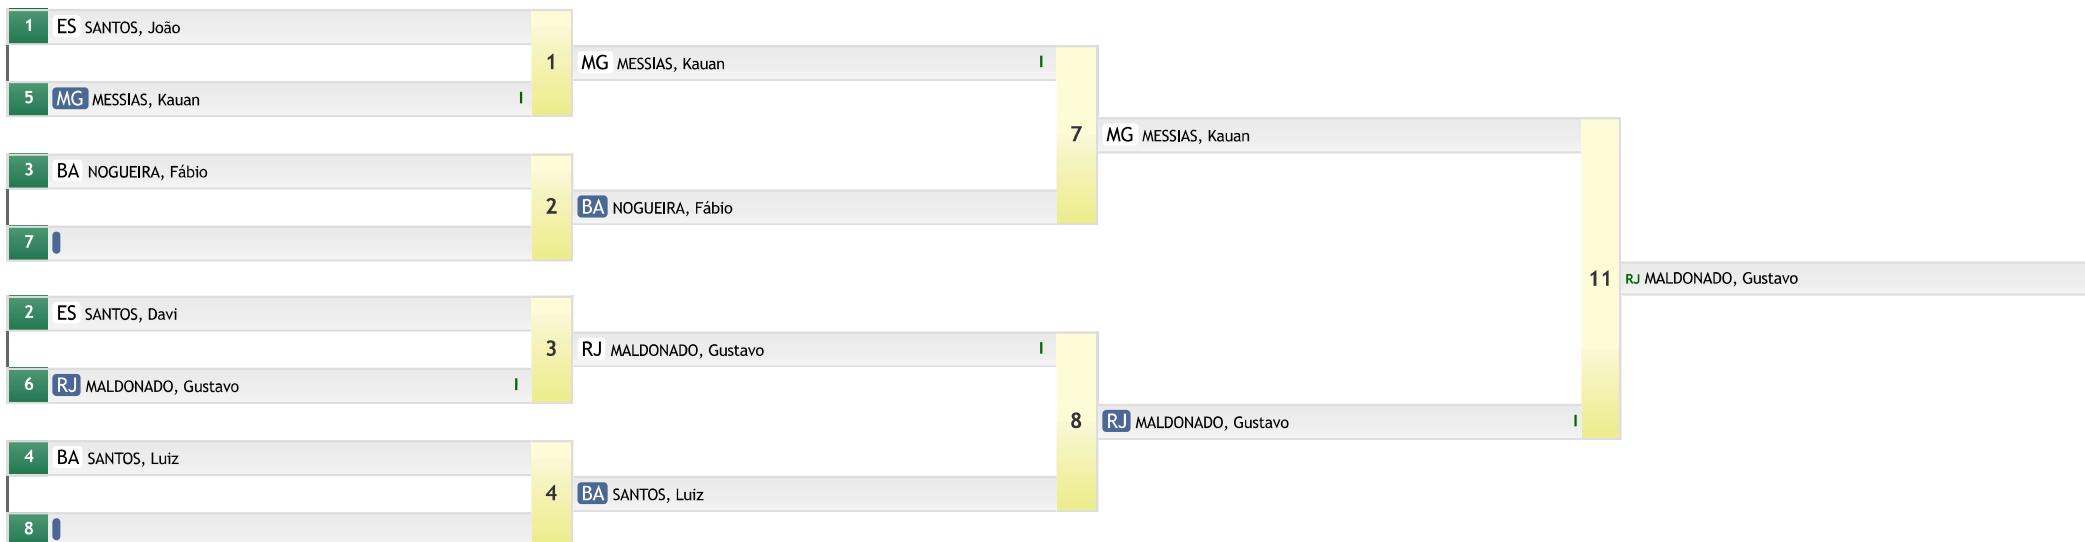 1 ES SANTOS, João
1 MG MESSIAS, Kauan I
5 MG MESSIAS, Kauan I
7 MG MESSIAS, Kauan
3 BA NOGUEIRA, Fábio
2 BA NOGUEIRA, Fábio
7
11 RJ MALDONADO, Gustavo
2 ES SANTOS, Davi
3 RJ MALDONADO, Gustavo I
6 RJ MALDONADO, Gustavo I
8 RJ MALDONADO, Gustavo I
4 BA SANTOS, Luiz
4 BA SANTOS, Luiz
8